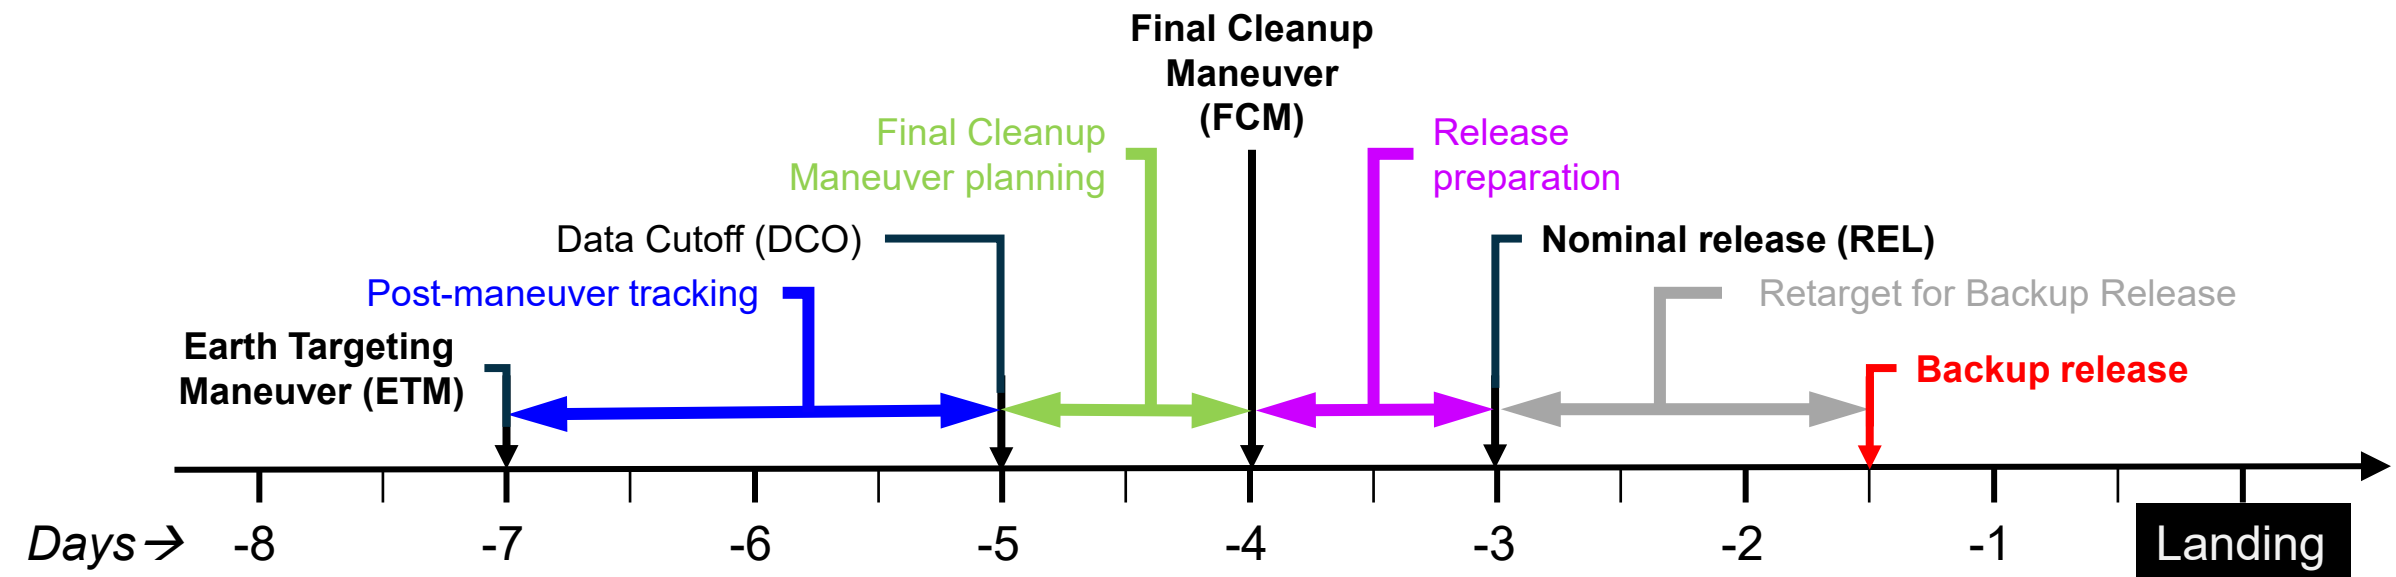 Final Cleanup
Maneuver
(FCM)
Final Cleanup
Maneuver planning
Release
preparation
Data Cutoff (DCO)
Nominal release (REL)
Post-maneuver tracking
Retarget for Backup Release
Earth Targeting
Maneuver (ETM)
Backup release
Days→ -8 -7 -6 -5 -4 -3 -2 -1 Landing